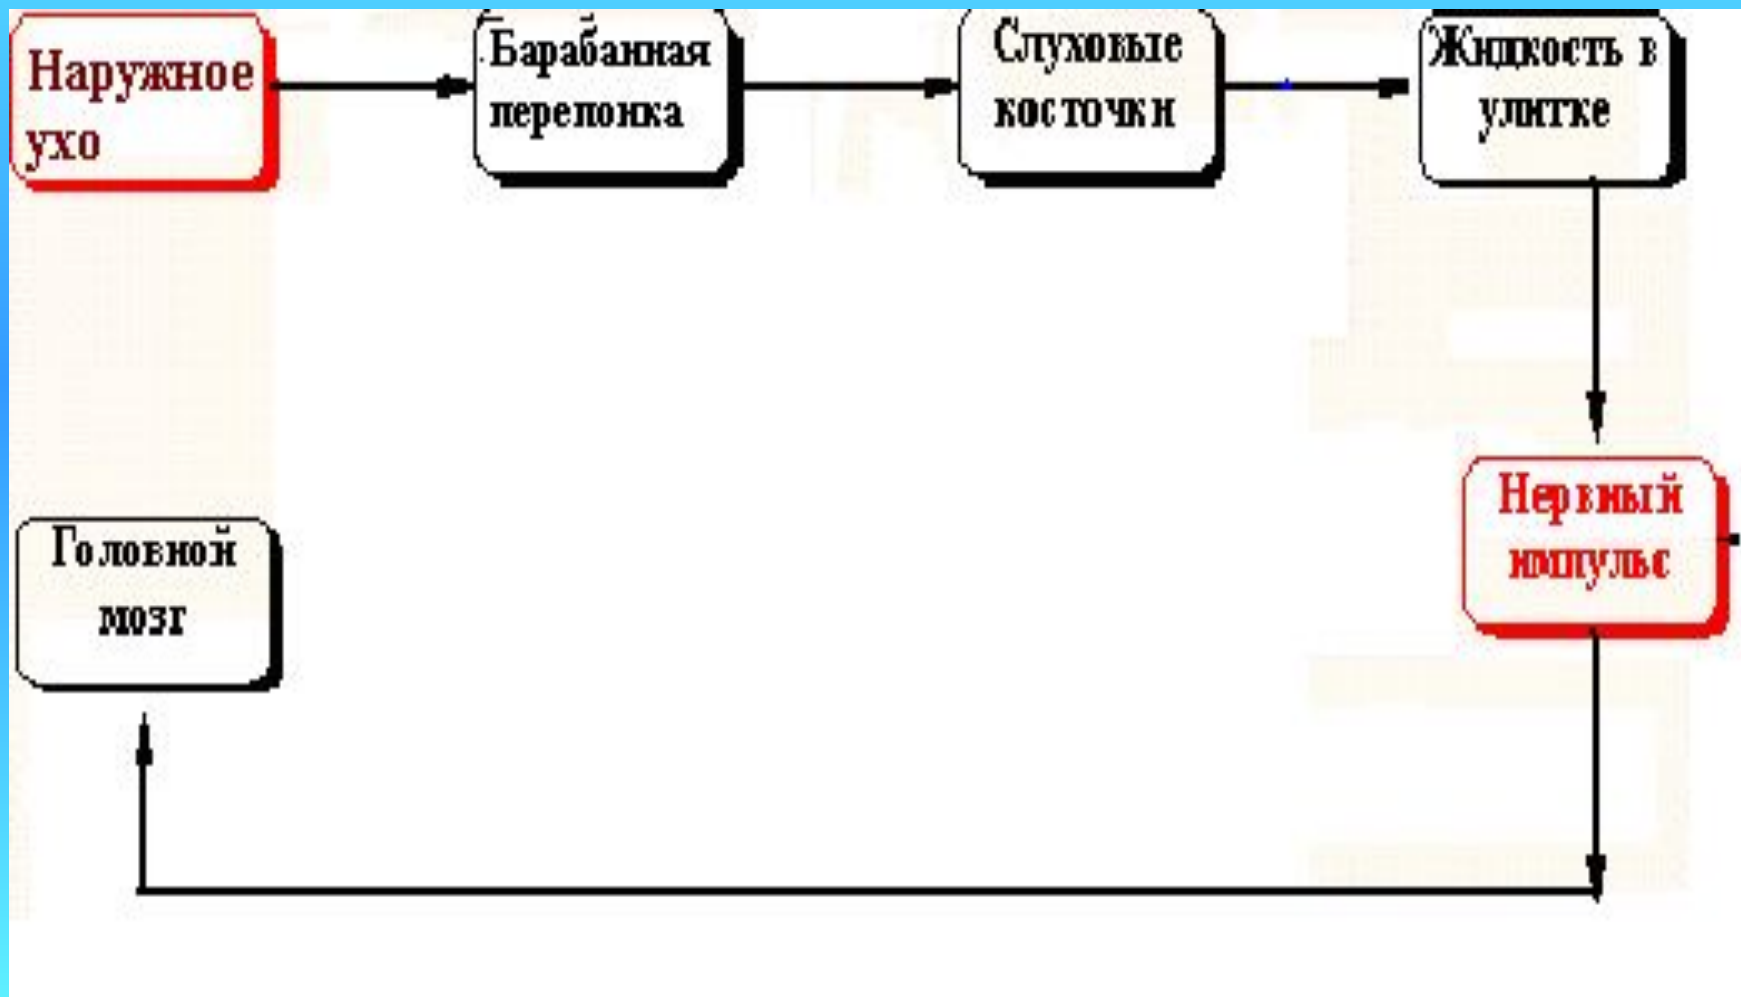 Наружное
ухо
Барабанная
перепонка
Слуховые
косточки
Жидкость в
улитке
Нервный
импульс
Головной
мозг